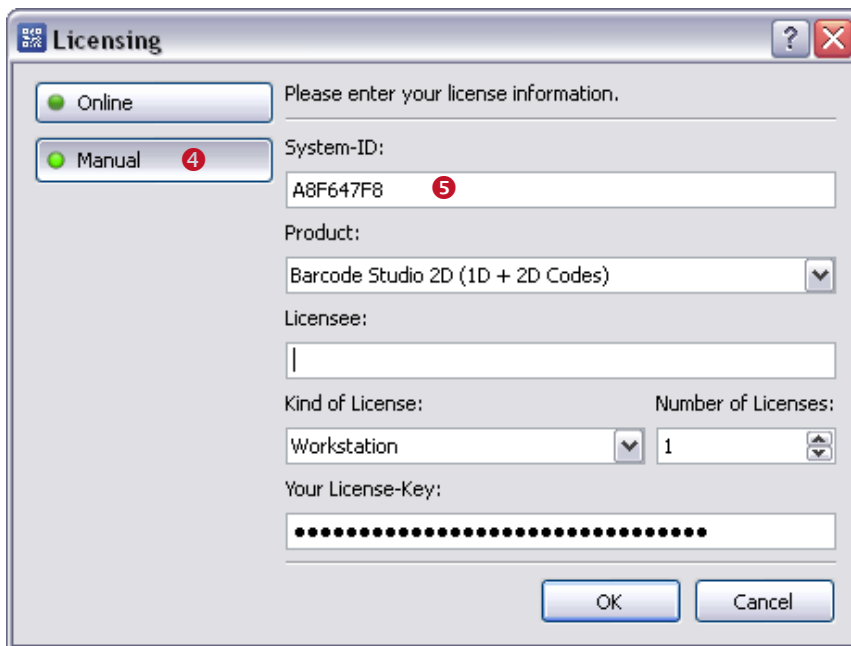 Licensing
Online
Please enter your license information.
Manual 4
System-ID:
A8F647F8 5
Product:
Barcode Studio 2D (1D + 2D Codes)
Licensee:
Kind of License: Number of Licenses:
Workstation 1
Your License-Key:
●●●●●●●●●●●●●●●●●●●●●●●●●●●●●●●●
OK Cancel